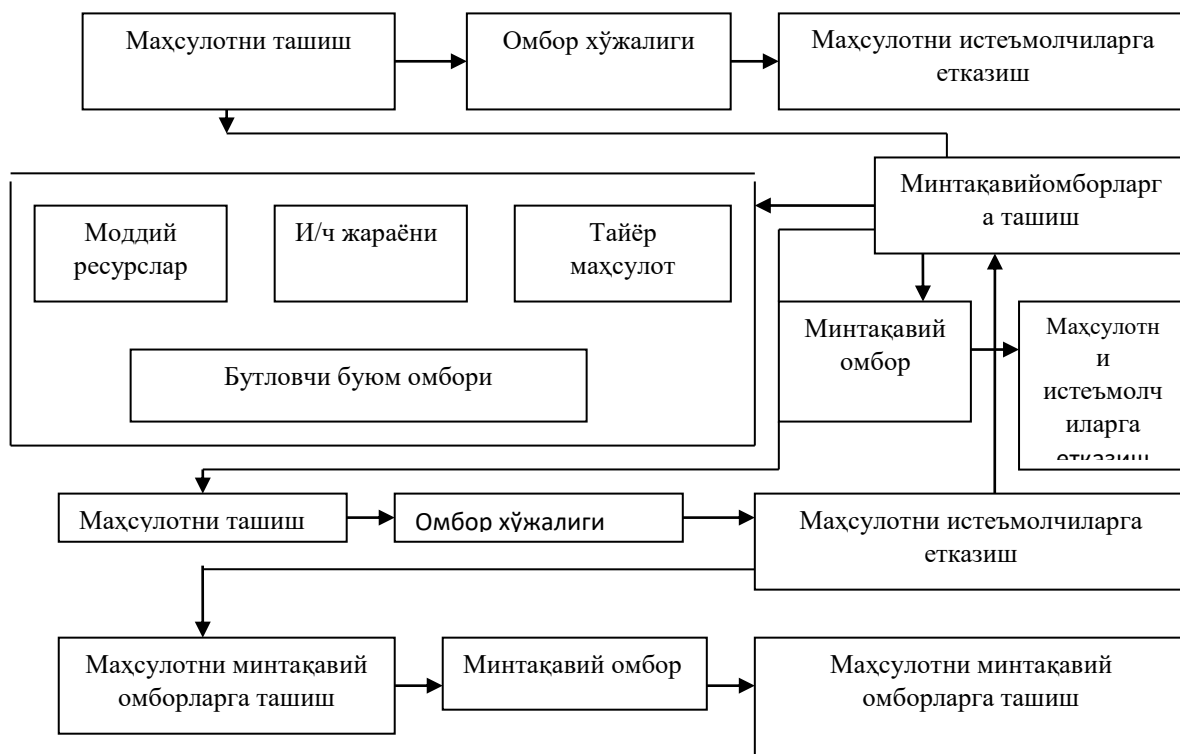 Маҳсулотни ташиш
Омбор хўжалиги
Маҳсулотни истеъмолчиларга
етказиш
Минтақавийомборларг
а ташиш
Моддий
ресурслар
И/ч жараёни
Тайёр
маҳсулот
Бутловчи буюм омбори
Минтақавий
омбор
Маҳсулотн
и
истеъмолч
иларга
етказиш
Маҳсулотни ташиш
Омбор хўжалиги
Маҳсулотни истеъмолчиларга
етказиш
Маҳсулотни минтақавий
омборларга ташиш
Минтақавий омбор
Маҳсулотни минтақавий
омборларга ташиш